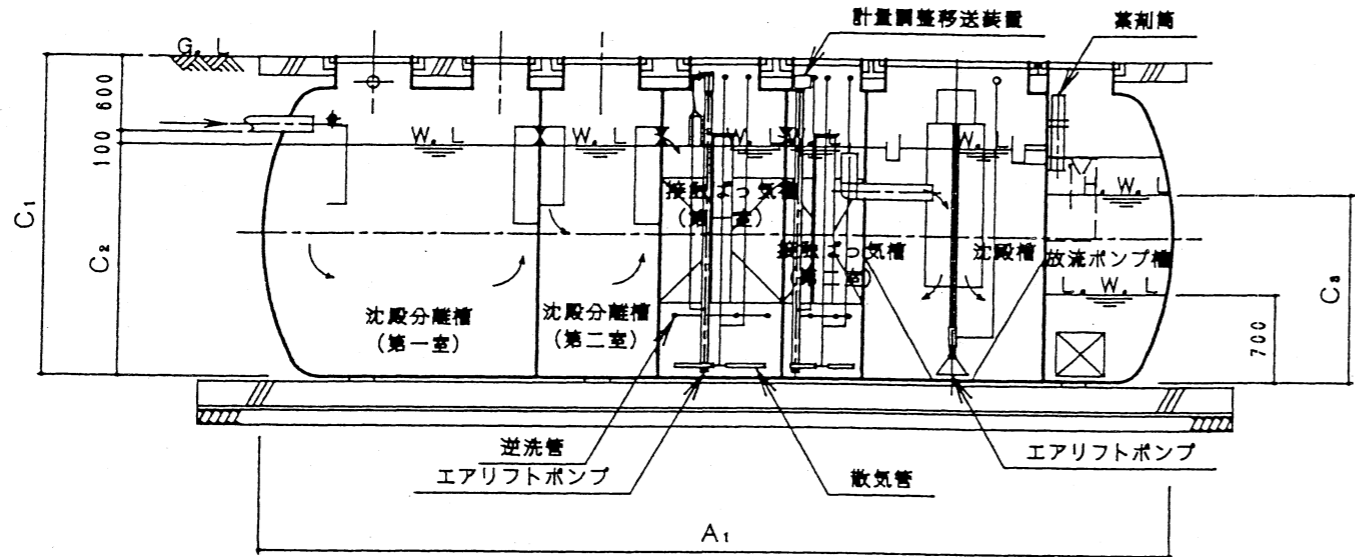 計量調整移送装置
薬剤筒
G.L
600
100
C1
C2
W.L
W.L
W.L
W.L
W.L
H.W.L
接触ばっ気槽
(第一室)
接触ばっ気槽
(第二室)
沈殿槽
放流ポンプ槽
L.W.L
C3
700
沈殿分離槽
(第一室)
沈殿分離槽
(第二室)
逆洗管
エアリフトポンプ
散気管
エアリフトポンプ
A1